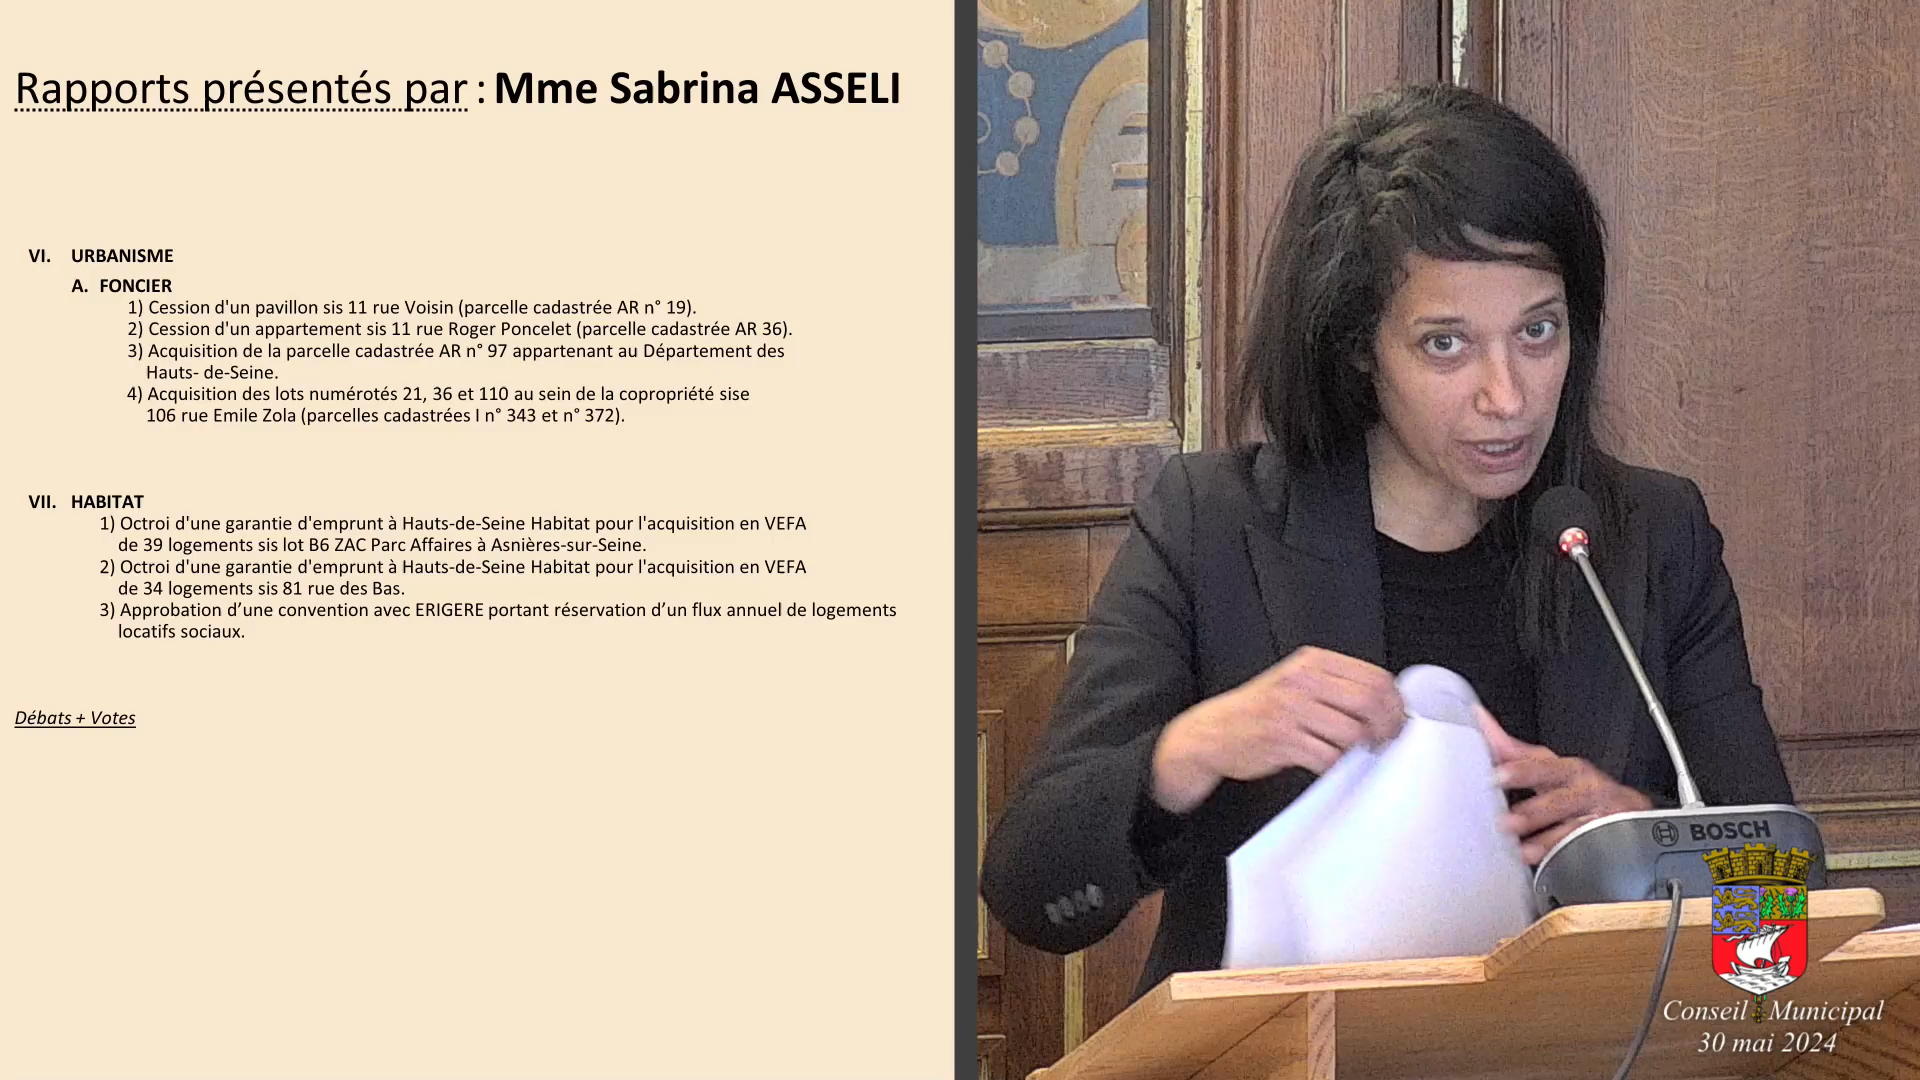 Rapports présentés par : Mme Sabrina ASSELI
VI. URBANISME
A. FONCIER
1) Cession d'un pavillon sis 11 rue Voisin (parcelle cadastrée AR n° 19).
2) Cession d'un appartement sis 11 rue Roger Poncelet (parcelle cadastrée AR 36).
3) Acquisition de la parcelle cadastrée AR n° 97 appartenant au Département des
Hauts- de-Seine.
4) Acquisition des lots numérotés 21, 36 et 110 au sein de la copropriété sise
106 rue Emile Zola (parcelles cadastrées I n° 343 et n° 372).
VII. HABITAT
1) Octroi d'une garantie d'emprunt à Hauts-de-Seine Habitat pour l'acquisition en VEFA
de 39 logements sis lot B6 ZAC Parc Affaires à Asnières-sur-Seine.
2) Octroi d'une garantie d'emprunt à Hauts-de-Seine Habitat pour l'acquisition en VEFA
de 34 logements sis 81 rue des Bas.
3) Approbation d’une convention avec ERIGERE portant réservation d’un flux annuel de logements
locatifs sociaux.
Débats + Votes
BOSCH
Conseil Municipal
30 mai 2024